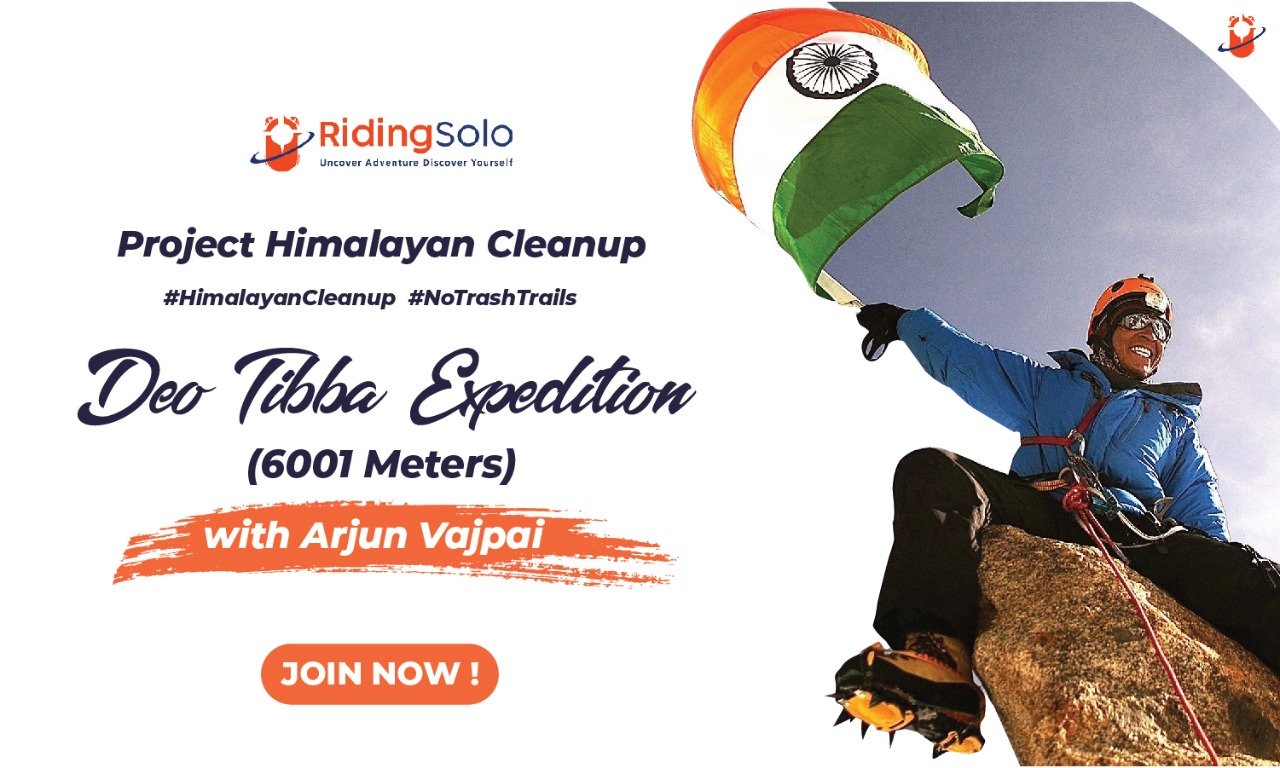 RidingSolo
Uncover Adventure Discover Yourself
Project Himalayan Cleanup
#HimalayanCleanup #NoTrashTrails
Deo Tibba Expedition
(6001 Meters)
with Arjun Vajpai
JOIN NOW !